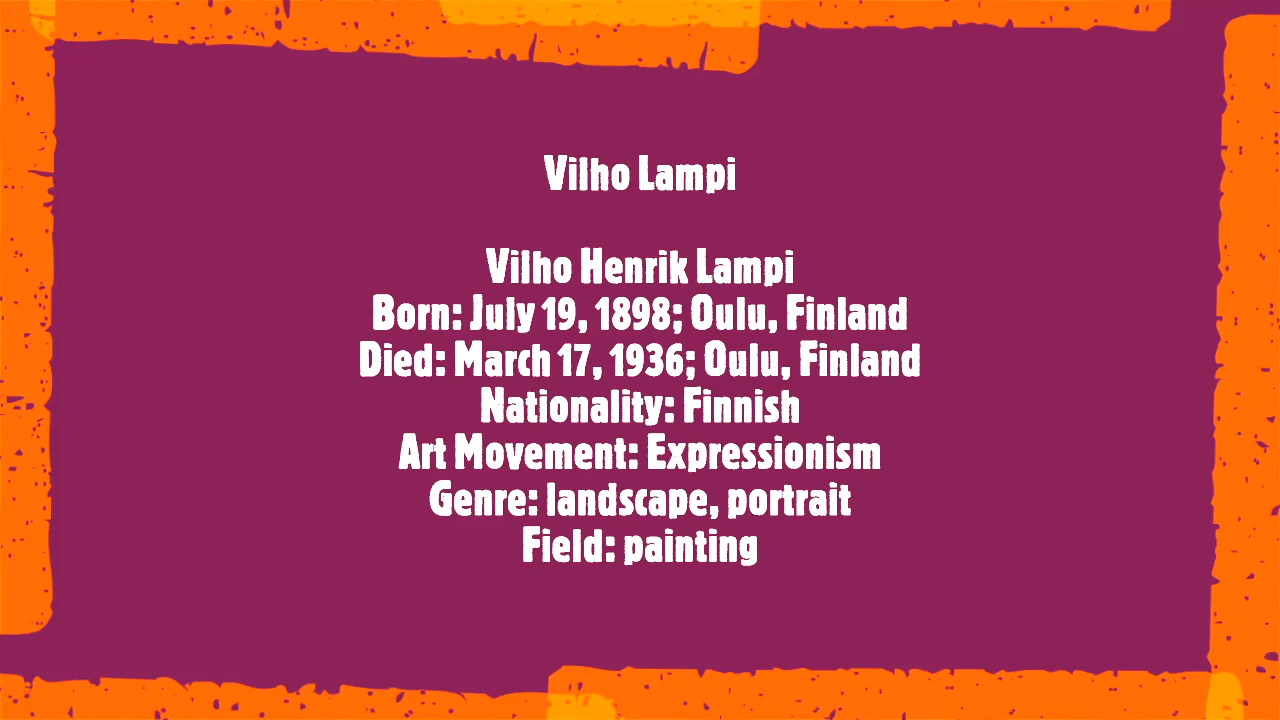 Vilho Lampi
Vilho Henrik Lampi
Born: July 19, 1898; Oulu, Finland
Died: March 17, 1936; Oulu, Finland
Nationality: Finnish
Art Movement: Expressionism
Genre: landscape, portrait
Field: painting